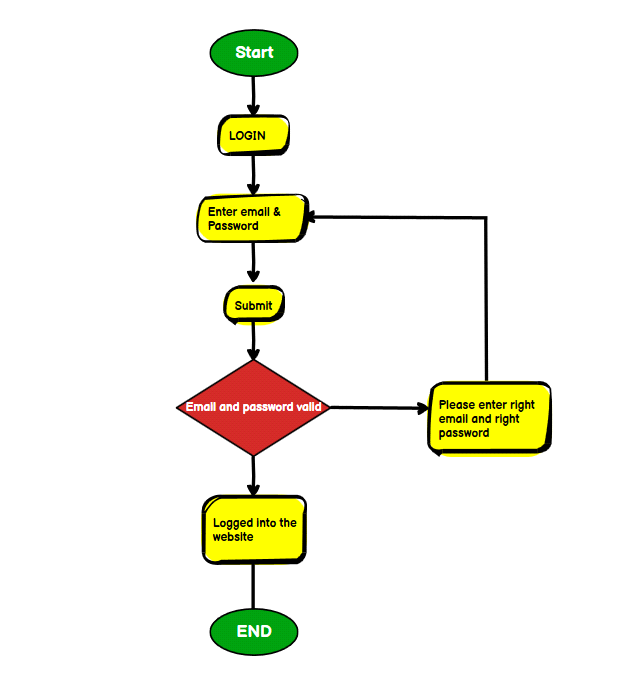 Start
LOGIN
Enter email &
Password
Submit
Email and password valid
Please enter right
email and right
password
Logged into the
website
END